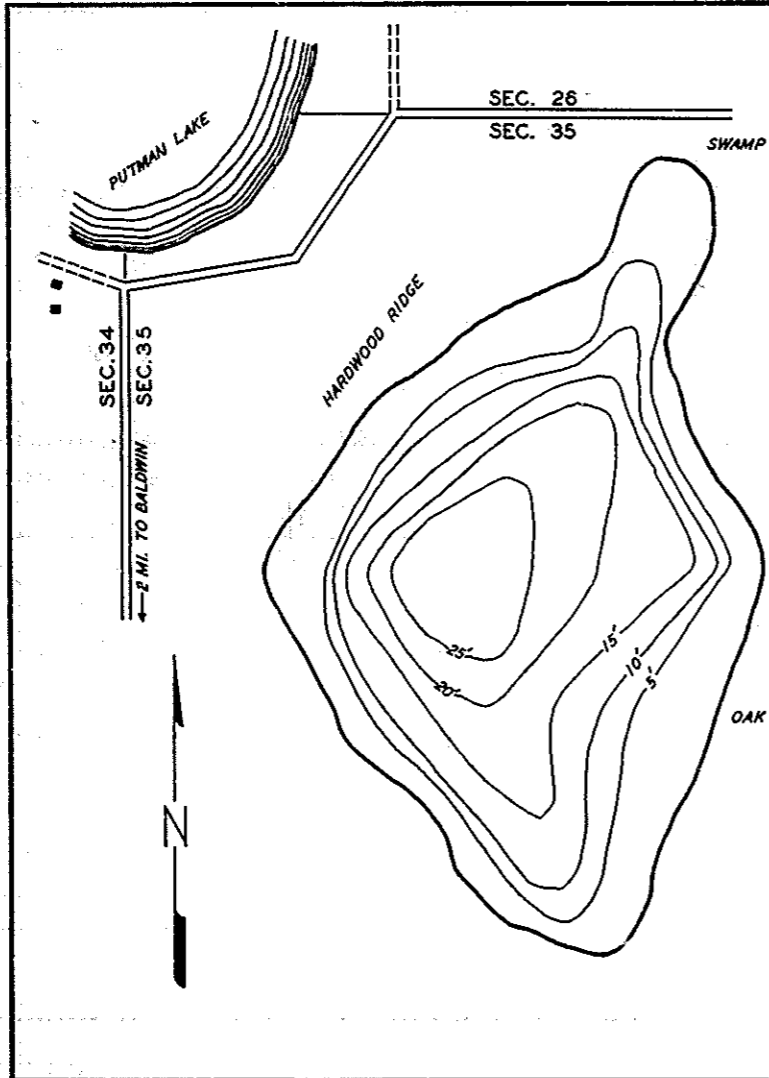 SEC. 26
SEC. 35
SWAMP
PUTMAN LAKE
HARDWOOD RIDGE
SEC. 34
SEC. 35
←2 MI. TO BALDWIN
25'
20'
15'
10'
5'
OAK
N